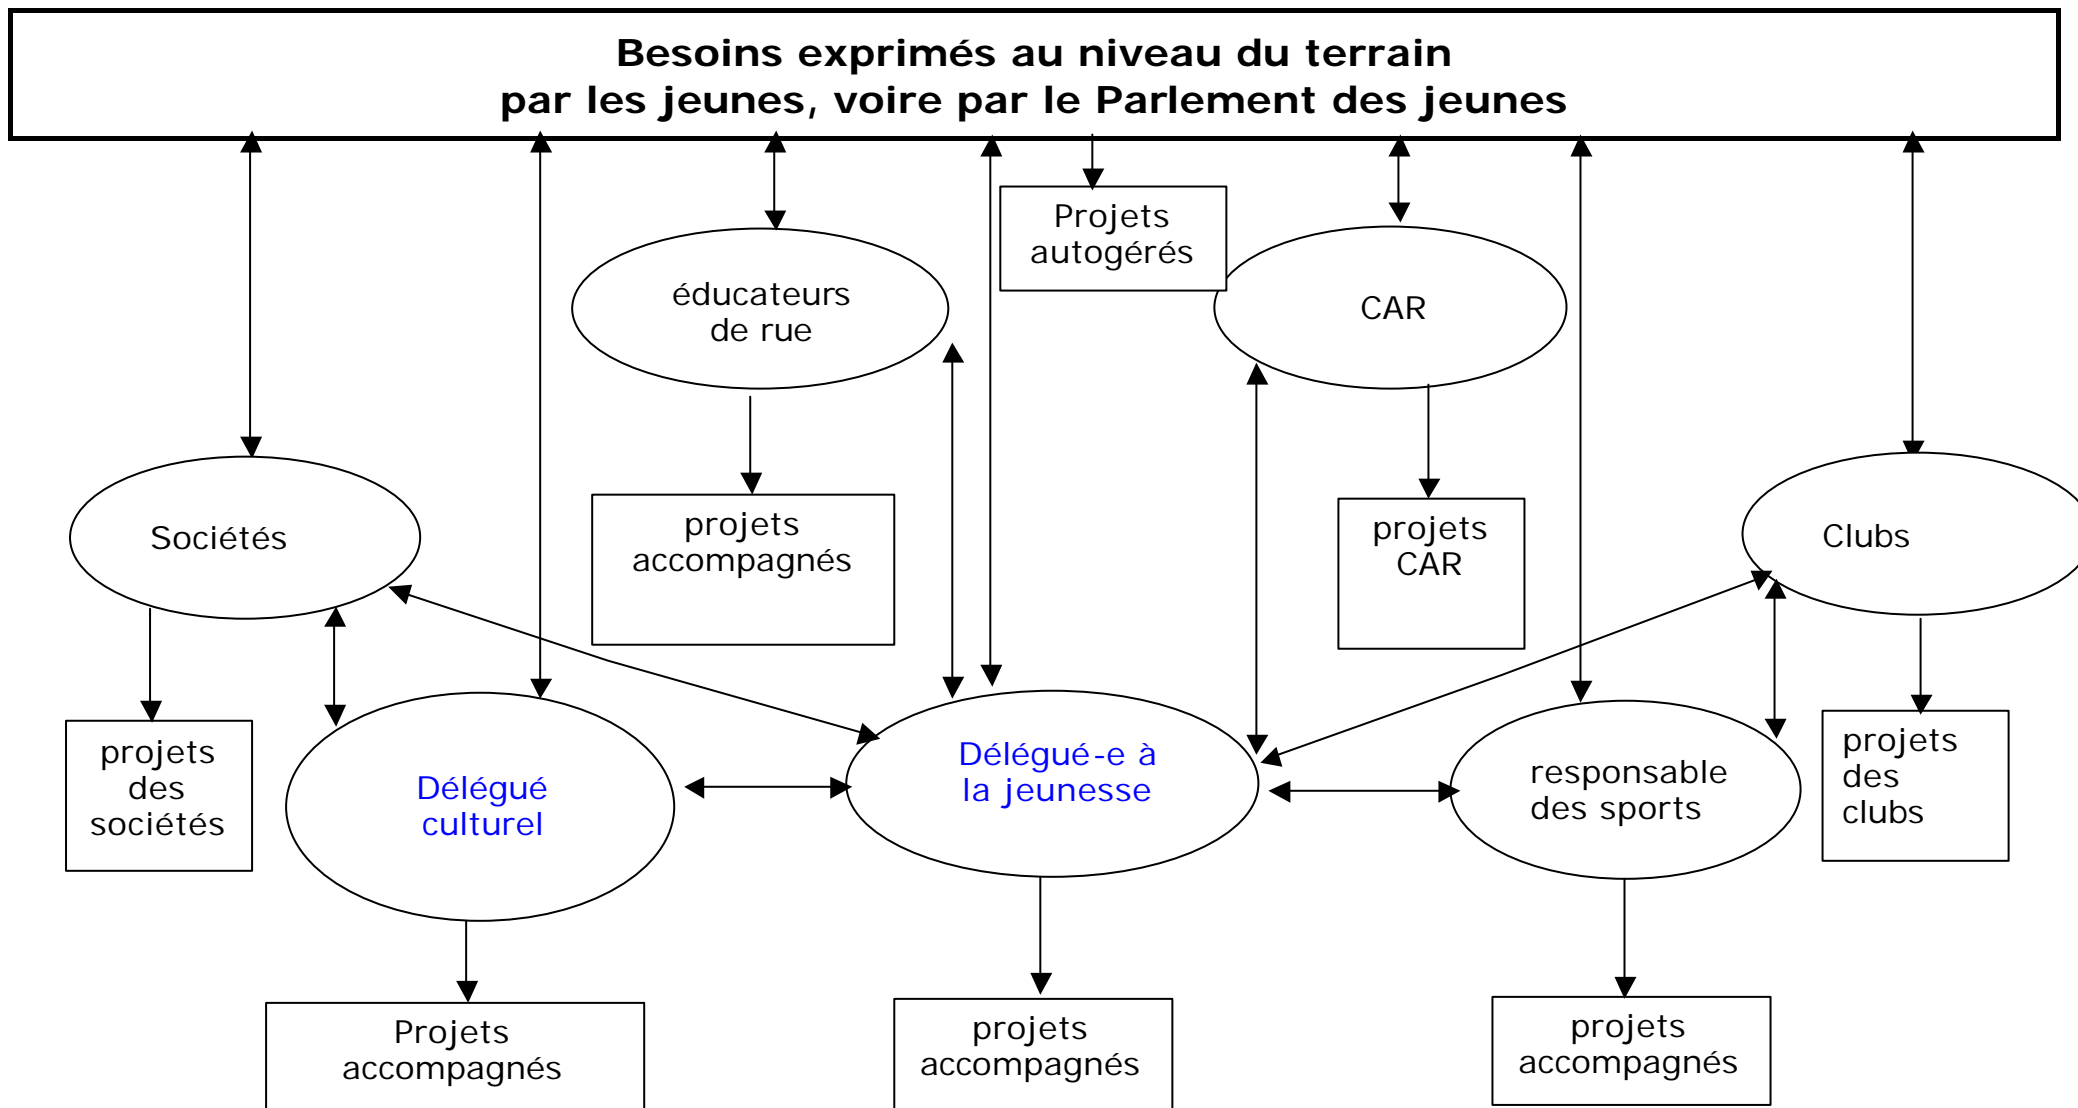 Besoins exprimés au niveau du terrain
par les jeunes, voire par le Parlement des jeunes
Projets
autogérés
éducateurs
de rue
CAR
Sociétés
projets
accompagnés
projets
CAR
Clubs
projets
des
sociétés
Délégué
culturel
Délégué-e à
la jeunesse
responsable
des sports
projets
des
clubs
Projets
accompagnés
projets
accompagnés
projets
accompagnés